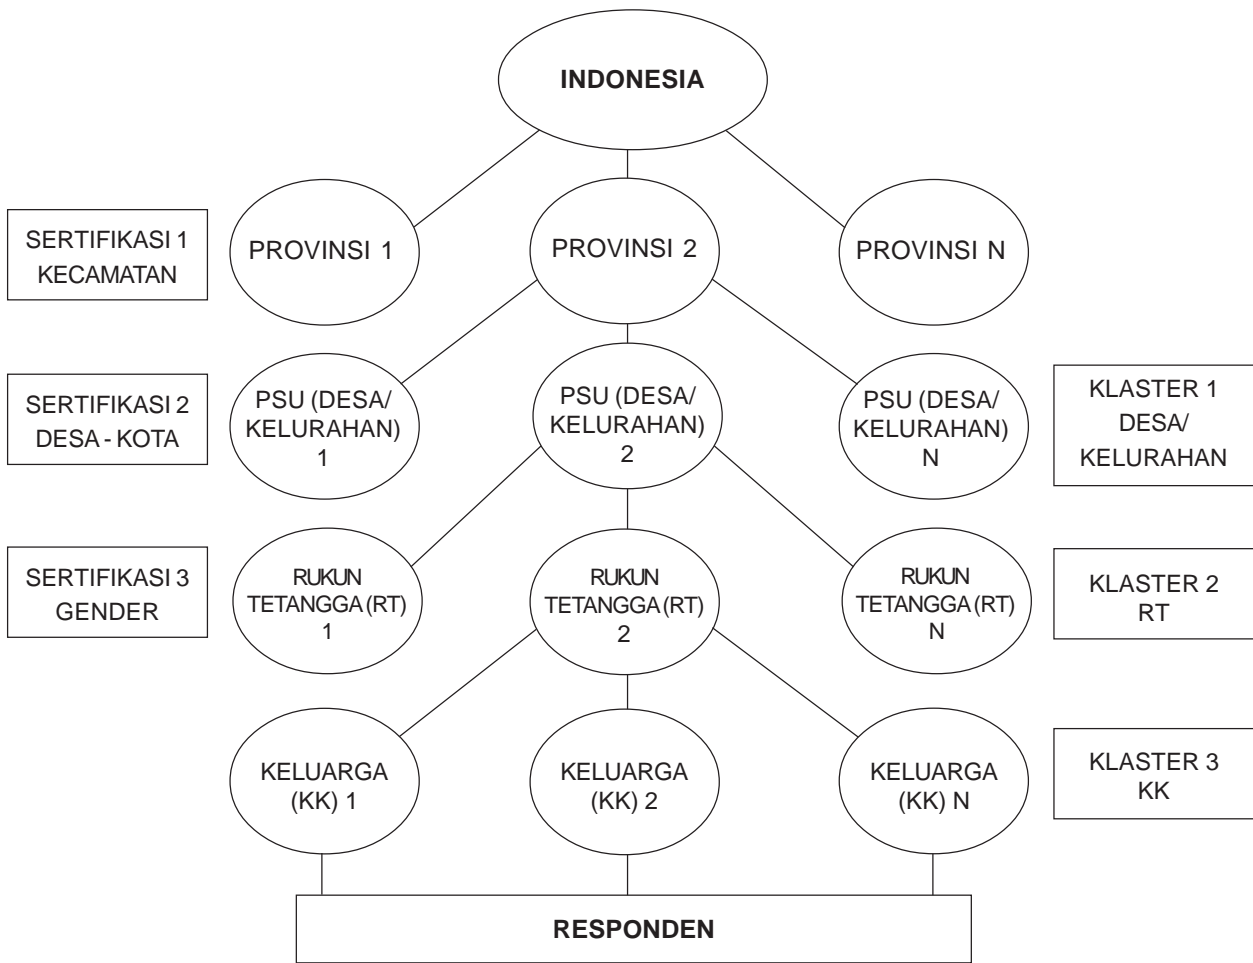 INDONESIA
SERTIFIKASI 1
KECAMATAN
PROVINSI 1
PROVINSI 2
PROVINSI N
SERTIFIKASI 2
DESA - KOTA
PSU (DESA/
KELURAHAN)
1
PSU (DESA/
KELURAHAN)
2
PSU (DESA/
KELURAHAN)
N
KLASTER 1
DESA/
KELURAHAN
SERTIFIKASI 3
GENDER
RUKUN
TETANGGA (RT)
1
RUKUN
TETANGGA (RT)
2
RUKUN
TETANGGA (RT)
N
KLASTER 2
RT
KELUARGA
(KK) 1
KELUARGA
(KK) 2
KELUARGA
(KK) N
KLASTER 3
KK
RESPONDEN